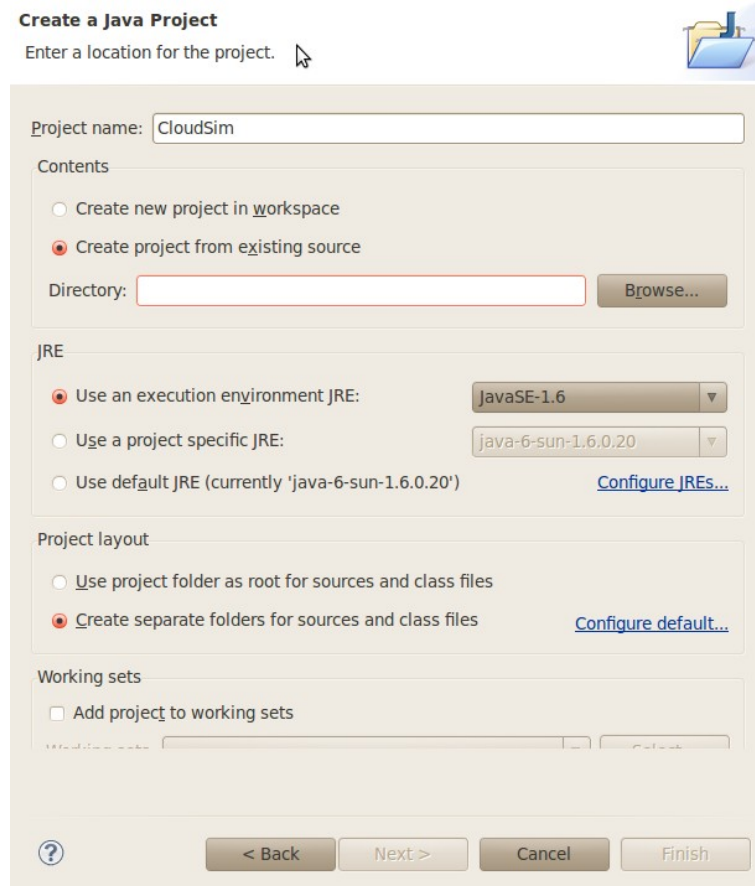 Create a Java Project
Enter a location for the project.
Project name: CloudSim
Contents
Create new project in workspace
Create project from existing source
Directory: Browse...
JRE
Use an execution environment JRE: JavaSE-1.6
Use a project specific JRE: java-6-sun-1.6.0.20
Use default JRE (currently 'java-6-sun-1.6.0.20') Configure JREs...
Project layout
Use project folder as root for sources and class files
Create separate folders for sources and class files Configure default...
Working sets
Add project to working sets
Working sets Select...
? < Back Next > Cancel Finish